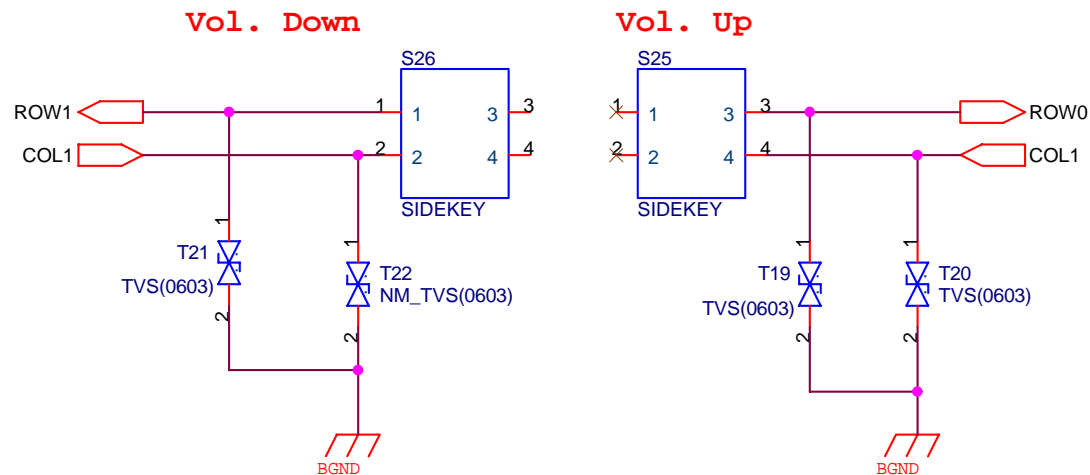 Vol. Down
Vol. Up
S26
S25
ROW1
1
1
3
3
1
1
3
3
ROW0
COL1
2
2
4
4
2
2
4
4
COL1
SIDEKEY
SIDEKEY
1
1
1
1
T21
TVS(0603)
T22
NM_TVS(0603)
T19
TVS(0603)
T20
TVS(0603)
2
2
2
2
BGND
BGND